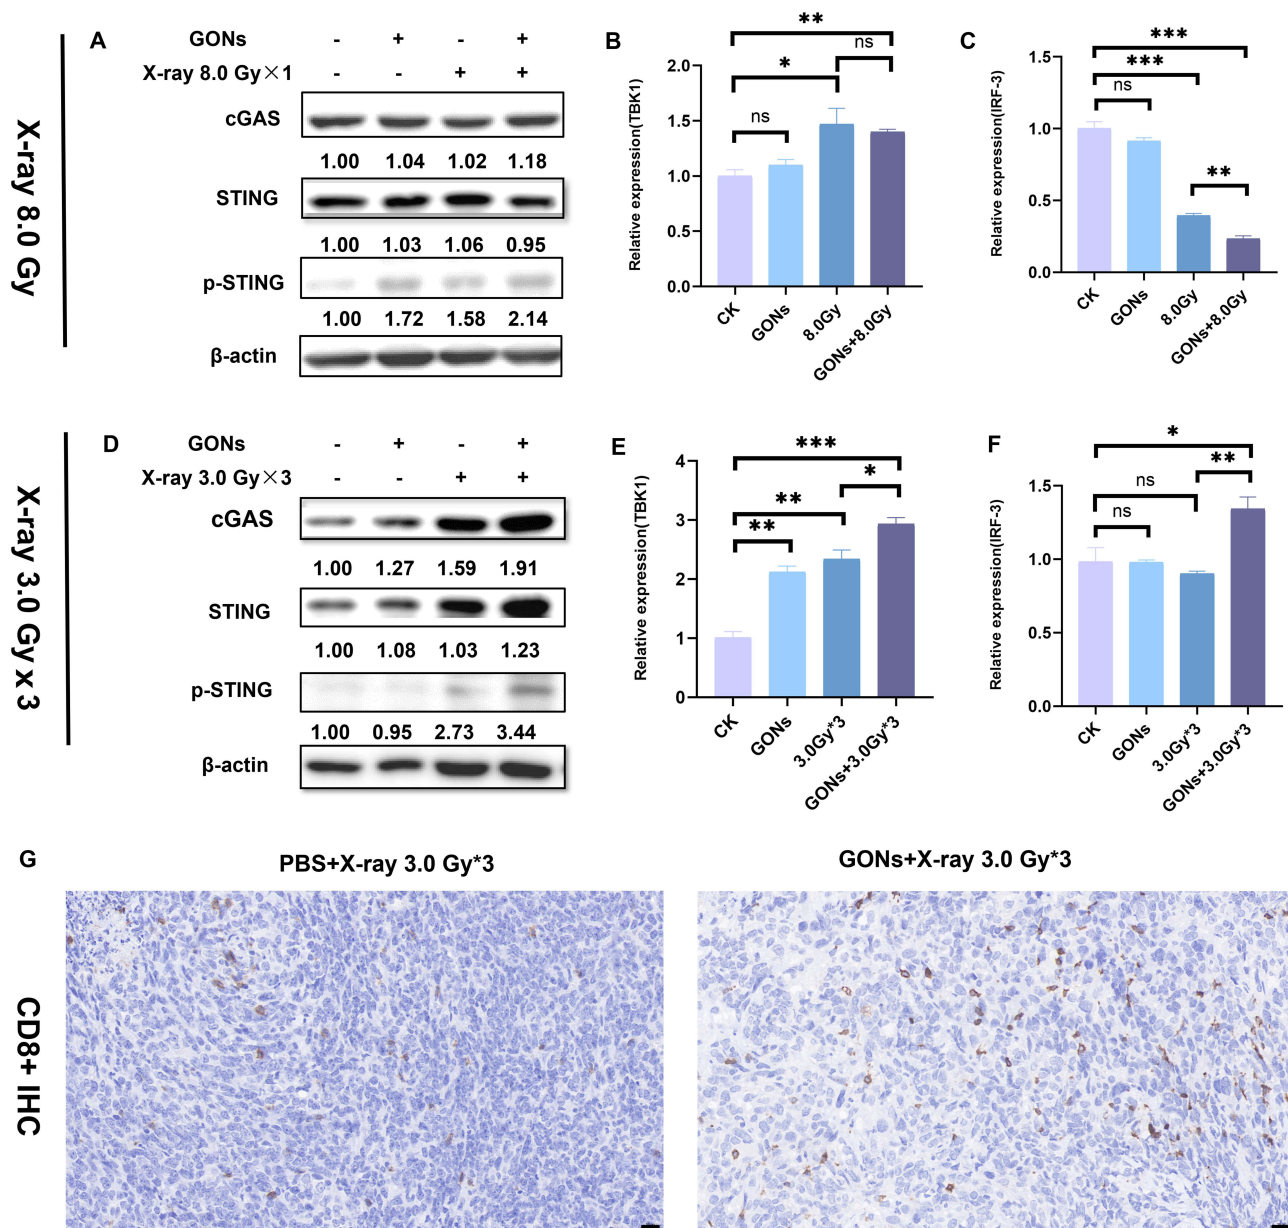 X-ray 8.0 Gy
A
GONs - + - +
X-ray 8.0 Gy×1 - - + +
cGAS
1.00 1.04 1.02 1.18
STING
1.00 1.03 1.06 0.95
p-STING
1.00 1.72 1.58 2.14
β-actin
B
Relative expression(TBK1)
2.0
1.5
1.0
0.5
0.0
ns
*
**
ns
CK
GONs
8.0Gy
GONs+8.0Gy
C
Relative expression(IRF-3)
1.5
1.0
0.5
0.0
***
***
ns
**
CK
GONs
8.0Gy
GONs+8.0Gy
X-ray 3.0 Gy x 3
D
GONs - + - +
X-ray 3.0 Gy×3 - - + +
cGAS
1.00 1.27 1.59 1.91
STING
1.00 1.08 1.03 1.23
p-STING
1.00 0.95 2.73 3.44
β-actin
E
Relative expression(TBK1)
4
3
2
1
0
***
*
**
**
CK
GONs
3.0Gy*3
GONs+3.0Gy*3
F
Relative expression(IRF-3)
1.5
1.0
0.5
0.0
*
**
ns
ns
CK
GONs
3.0Gy*3
GONs+3.0Gy*3
G
PBS+X-ray 3.0 Gy*3
GONs+X-ray 3.0 Gy*3
CD8+ IHC